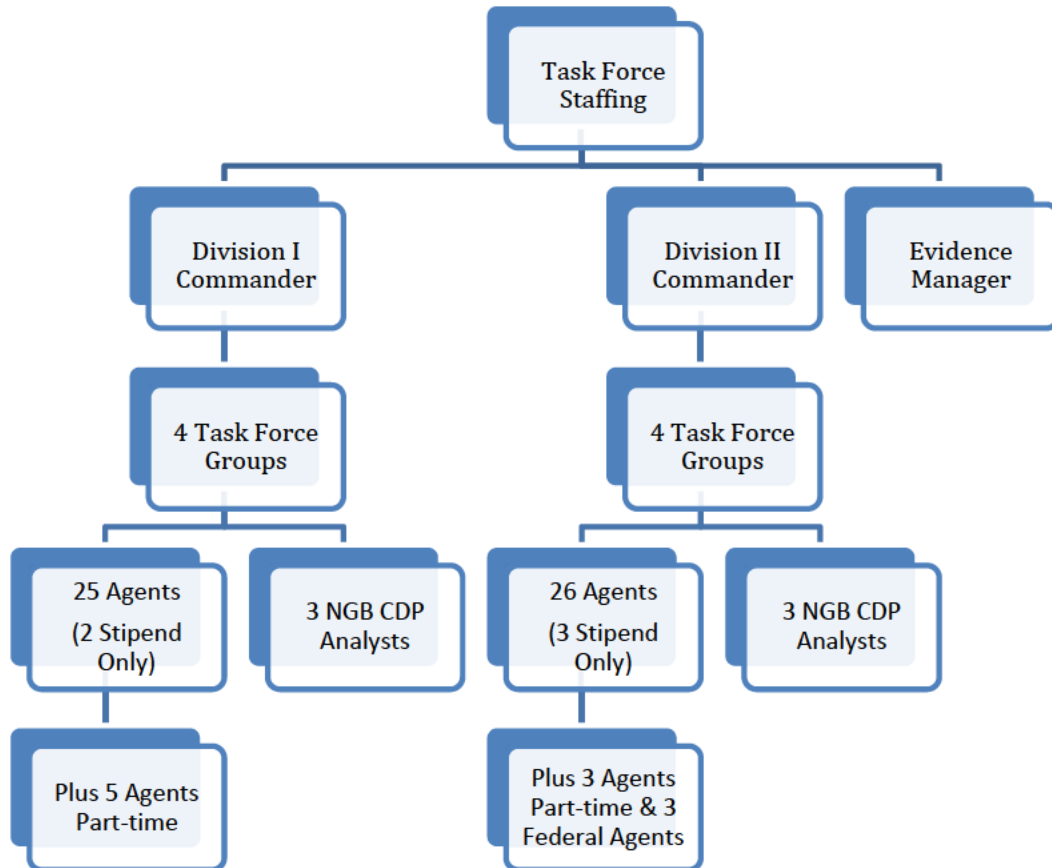 Task Force
Staffing
Division I
Commander
Division II
Commander
Evidence
Manager
4 Task Force
Groups
4 Task Force
Groups
25 Agents
(2 Stipend
Only)
3 NGB CDP
Analysts
26 Agents
(3 Stipend
Only)
3 NGB CDP
Analysts
Plus 5 Agents
Part-time
Plus 3 Agents
Part-time & 3
Federal Agents